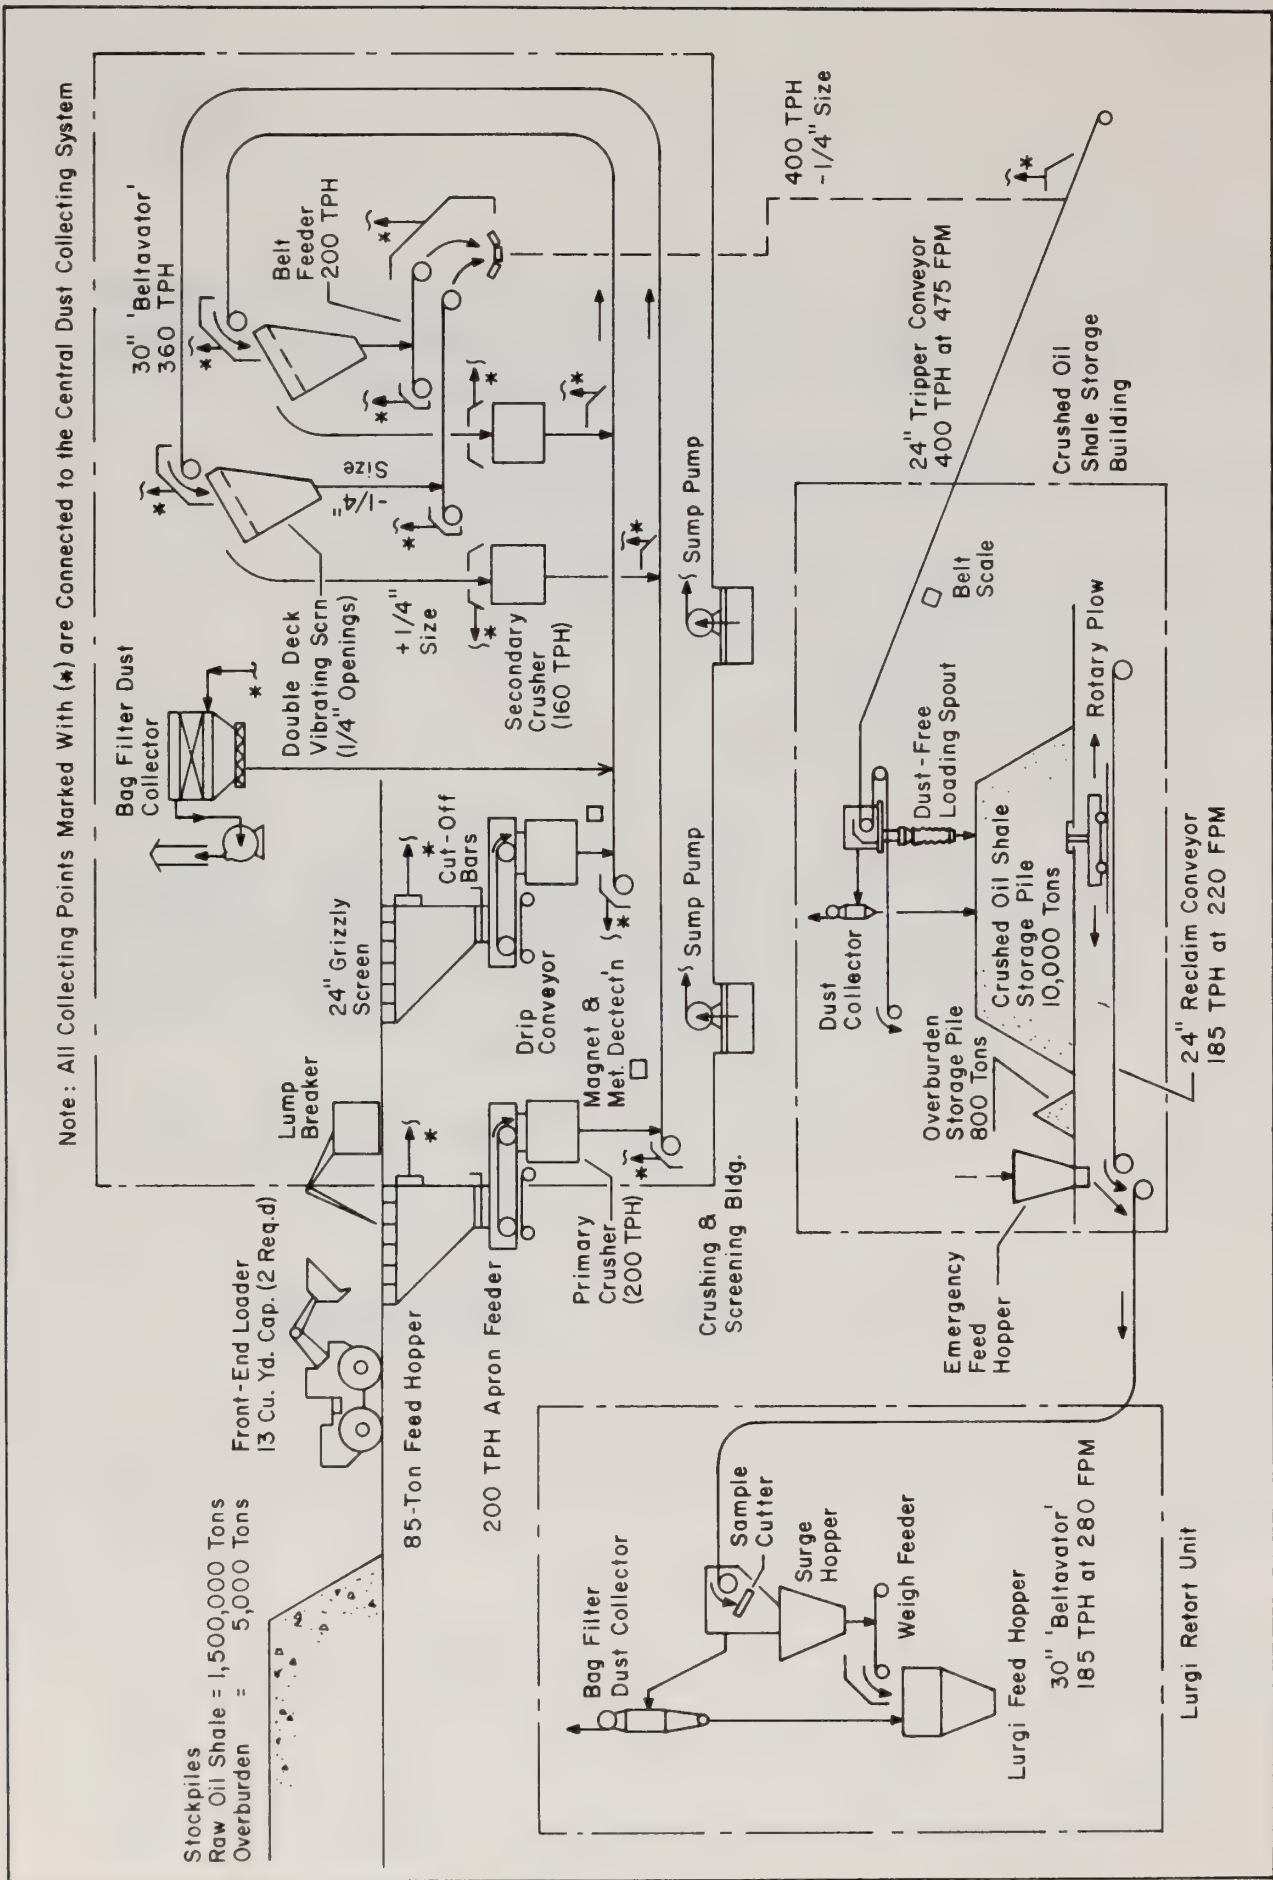 Note: All Collecting Points Marked With (*) are Connected to the Central Dust Collecting System
Stockpiles
Raw Oil Shale = 1,500,000 Tons
Overburden = 5,000 Tons
Front-End Loader
13 Cu. Yd. Cap. (2 Req.d)
Lump
Breaker
24" Grizzly
Screen
Bag Filter Dust
Collector
*
30" 'Beltavator'
360 TPH
*
*
Belt
Feeder
200 TPH
*
85-Ton Feed Hopper
*
*
Cut-Off
Bars
Double Deck
Vibrating Scrn
(1/4" Openings)
-1/4"
Size
*
*
200 TPH Apron Feeder
Drip
Conveyor
+1/4"
Size
*
*
Primary
Crusher
(200 TPH)
Magnet &
Met. Dectect'n
*
*
Secondary
Crusher
(160 TPH)
*
*
Crushing &
Screening Bldg.
Sump Pump
Sump Pump
400 TPH
-1/4" Size
*
Bag Filter
Dust Collector
Sample
Cutter
Surge
Hopper
Weigh Feeder
Lurgi Feed Hopper
30" 'Beltavator'
185 TPH at 280 FPM
Lurgi Retort Unit
Emergency
Feed
Hopper
Dust
Collector
Overburden
Storage Pile
800 Tons
Dust-Free
Loading Spout
Crushed Oil Shale
Storage Pile
10,000 Tons
24" Tripper Conveyor
400 TPH at 475 FPM
Belt
Scale
Crushed Oil
Shale Storage
Building
Rotary Plow
24" Reclaim Conveyor
185 TPH at 220 FPM